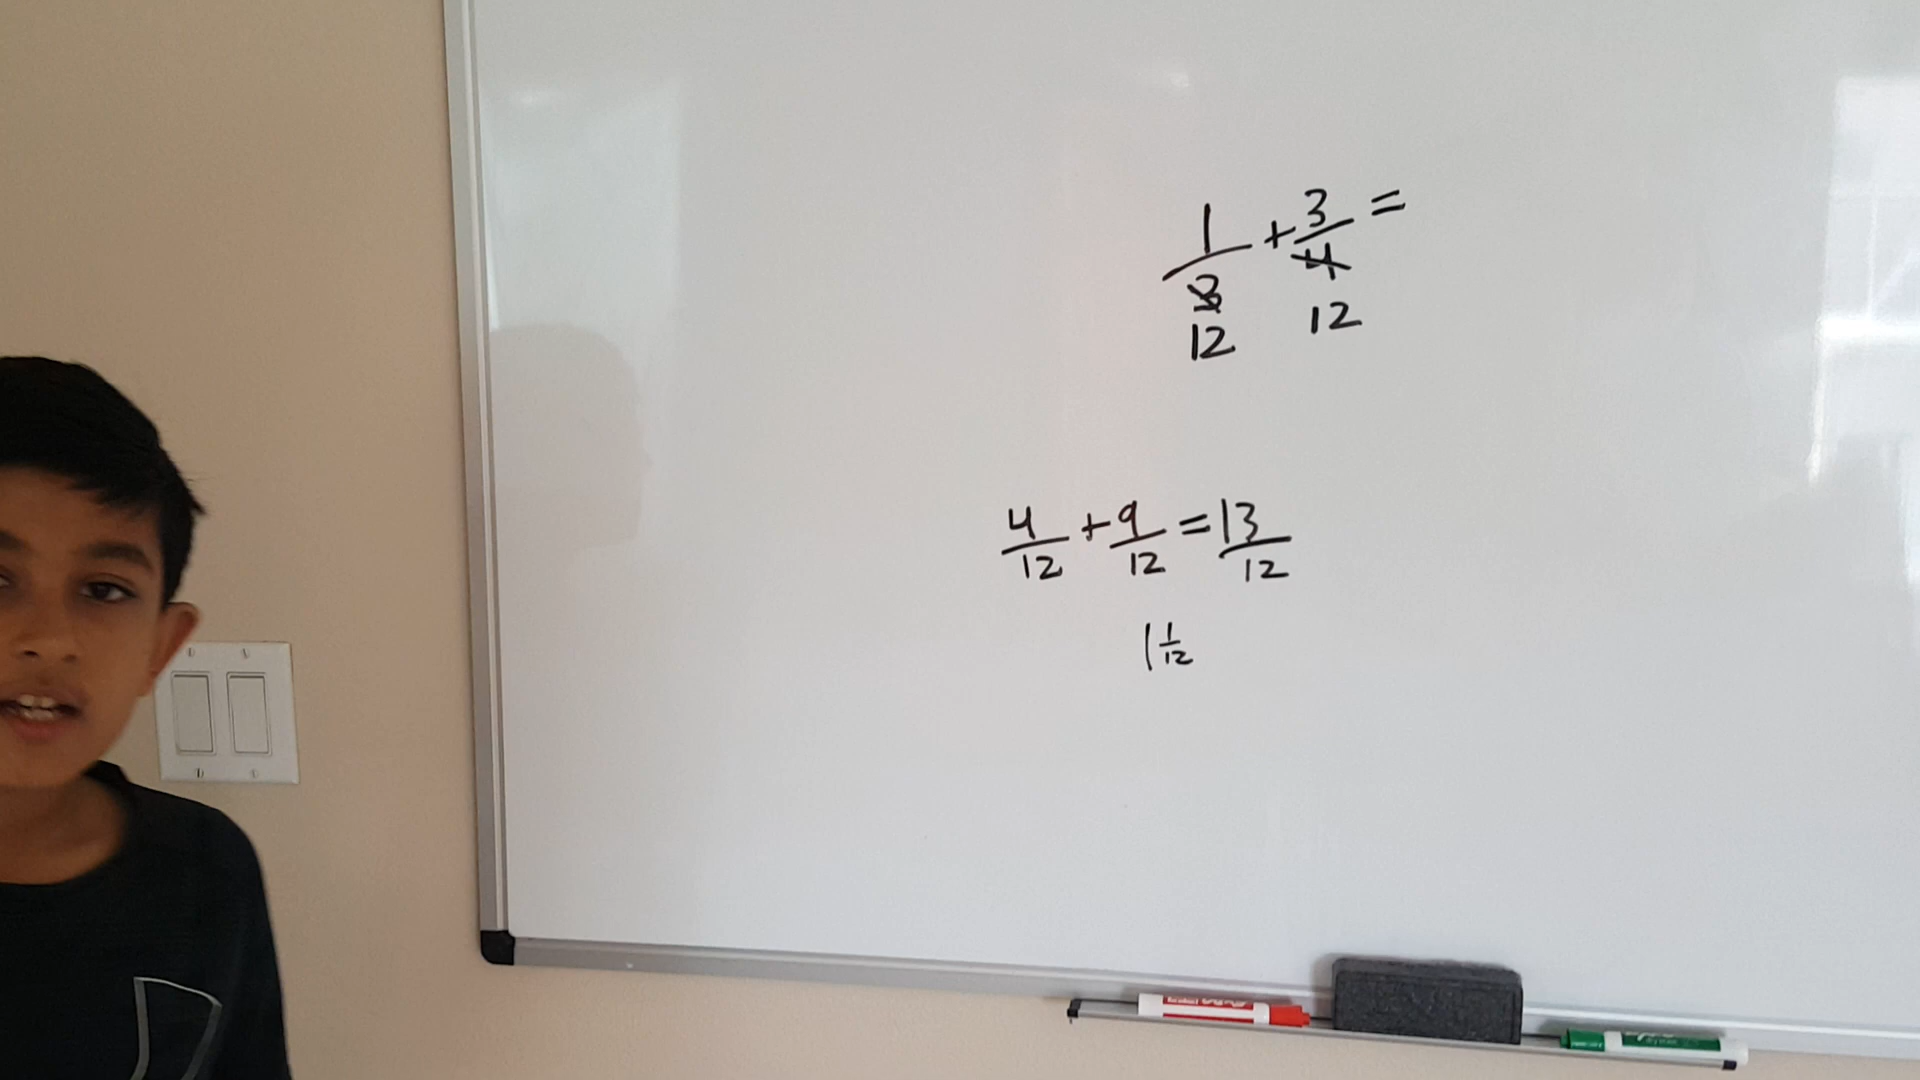 1/3 + 3/4 =
12 12
4/12 + 9/12 = 13/12
1 1/12